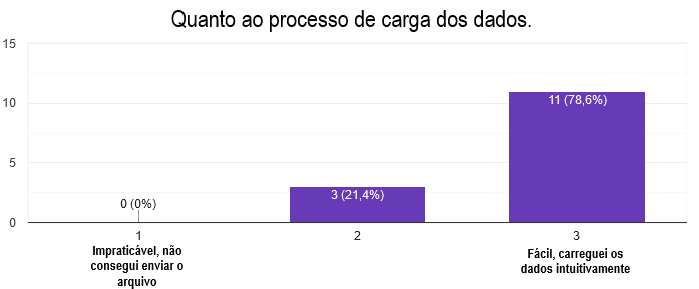 Quanto ao processo de carga dos dados.
15
10
5
0
0 (0%)
3 (21,4%)
11 (78,6%)
1
2
3
Impraticável, não
consegui enviar o
arquivo
Fácil, carreguei os
dados intuitivamente